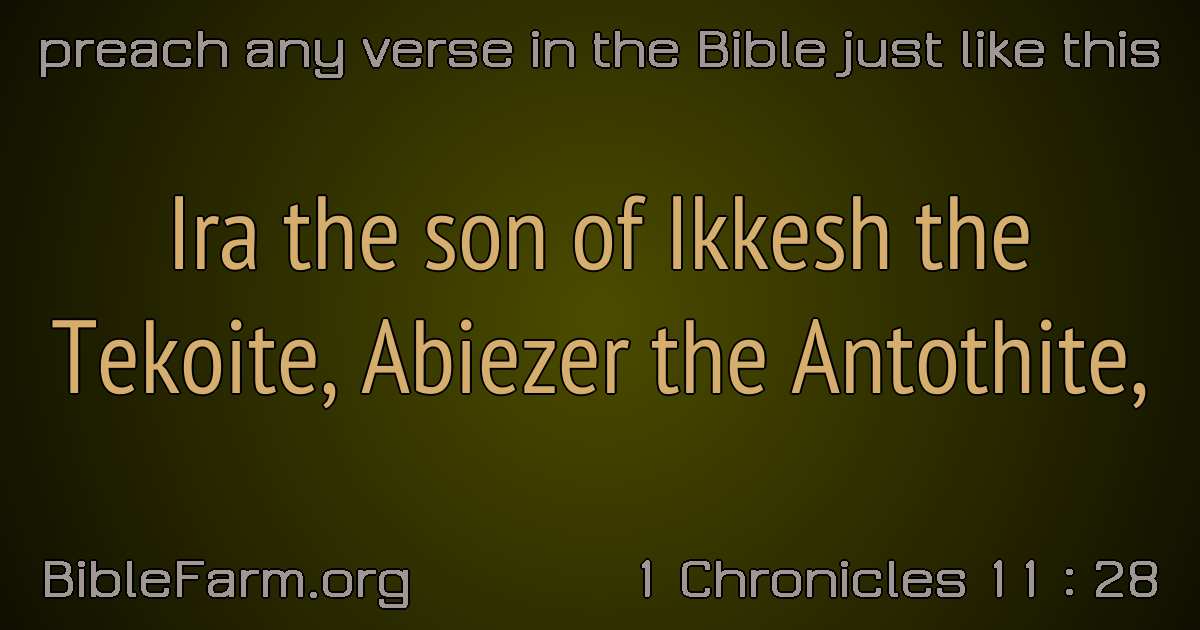 preach any verse in the Bible just like this
Ira the son of Ikkesh the
Tekoite, Abiezer the Antothite,
BibleFarm.org 1 Chronicles 11 : 28